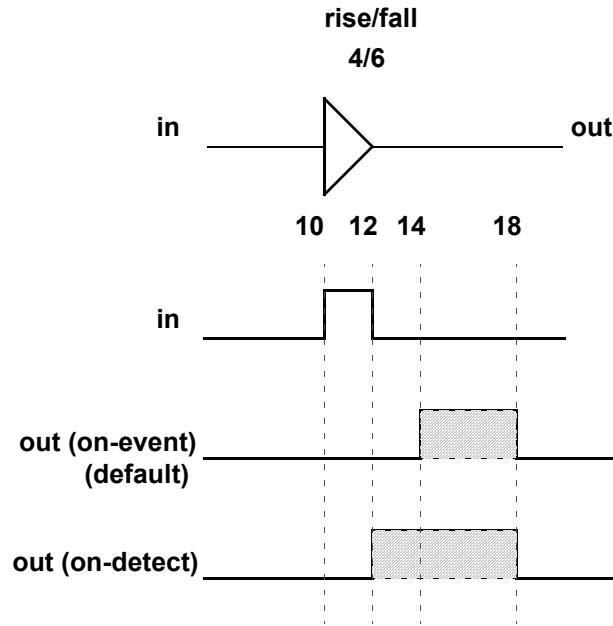 rise/fall
4/6
in
out
10 12 14 18
in
out (on-event)
(default)
out (on-detect)